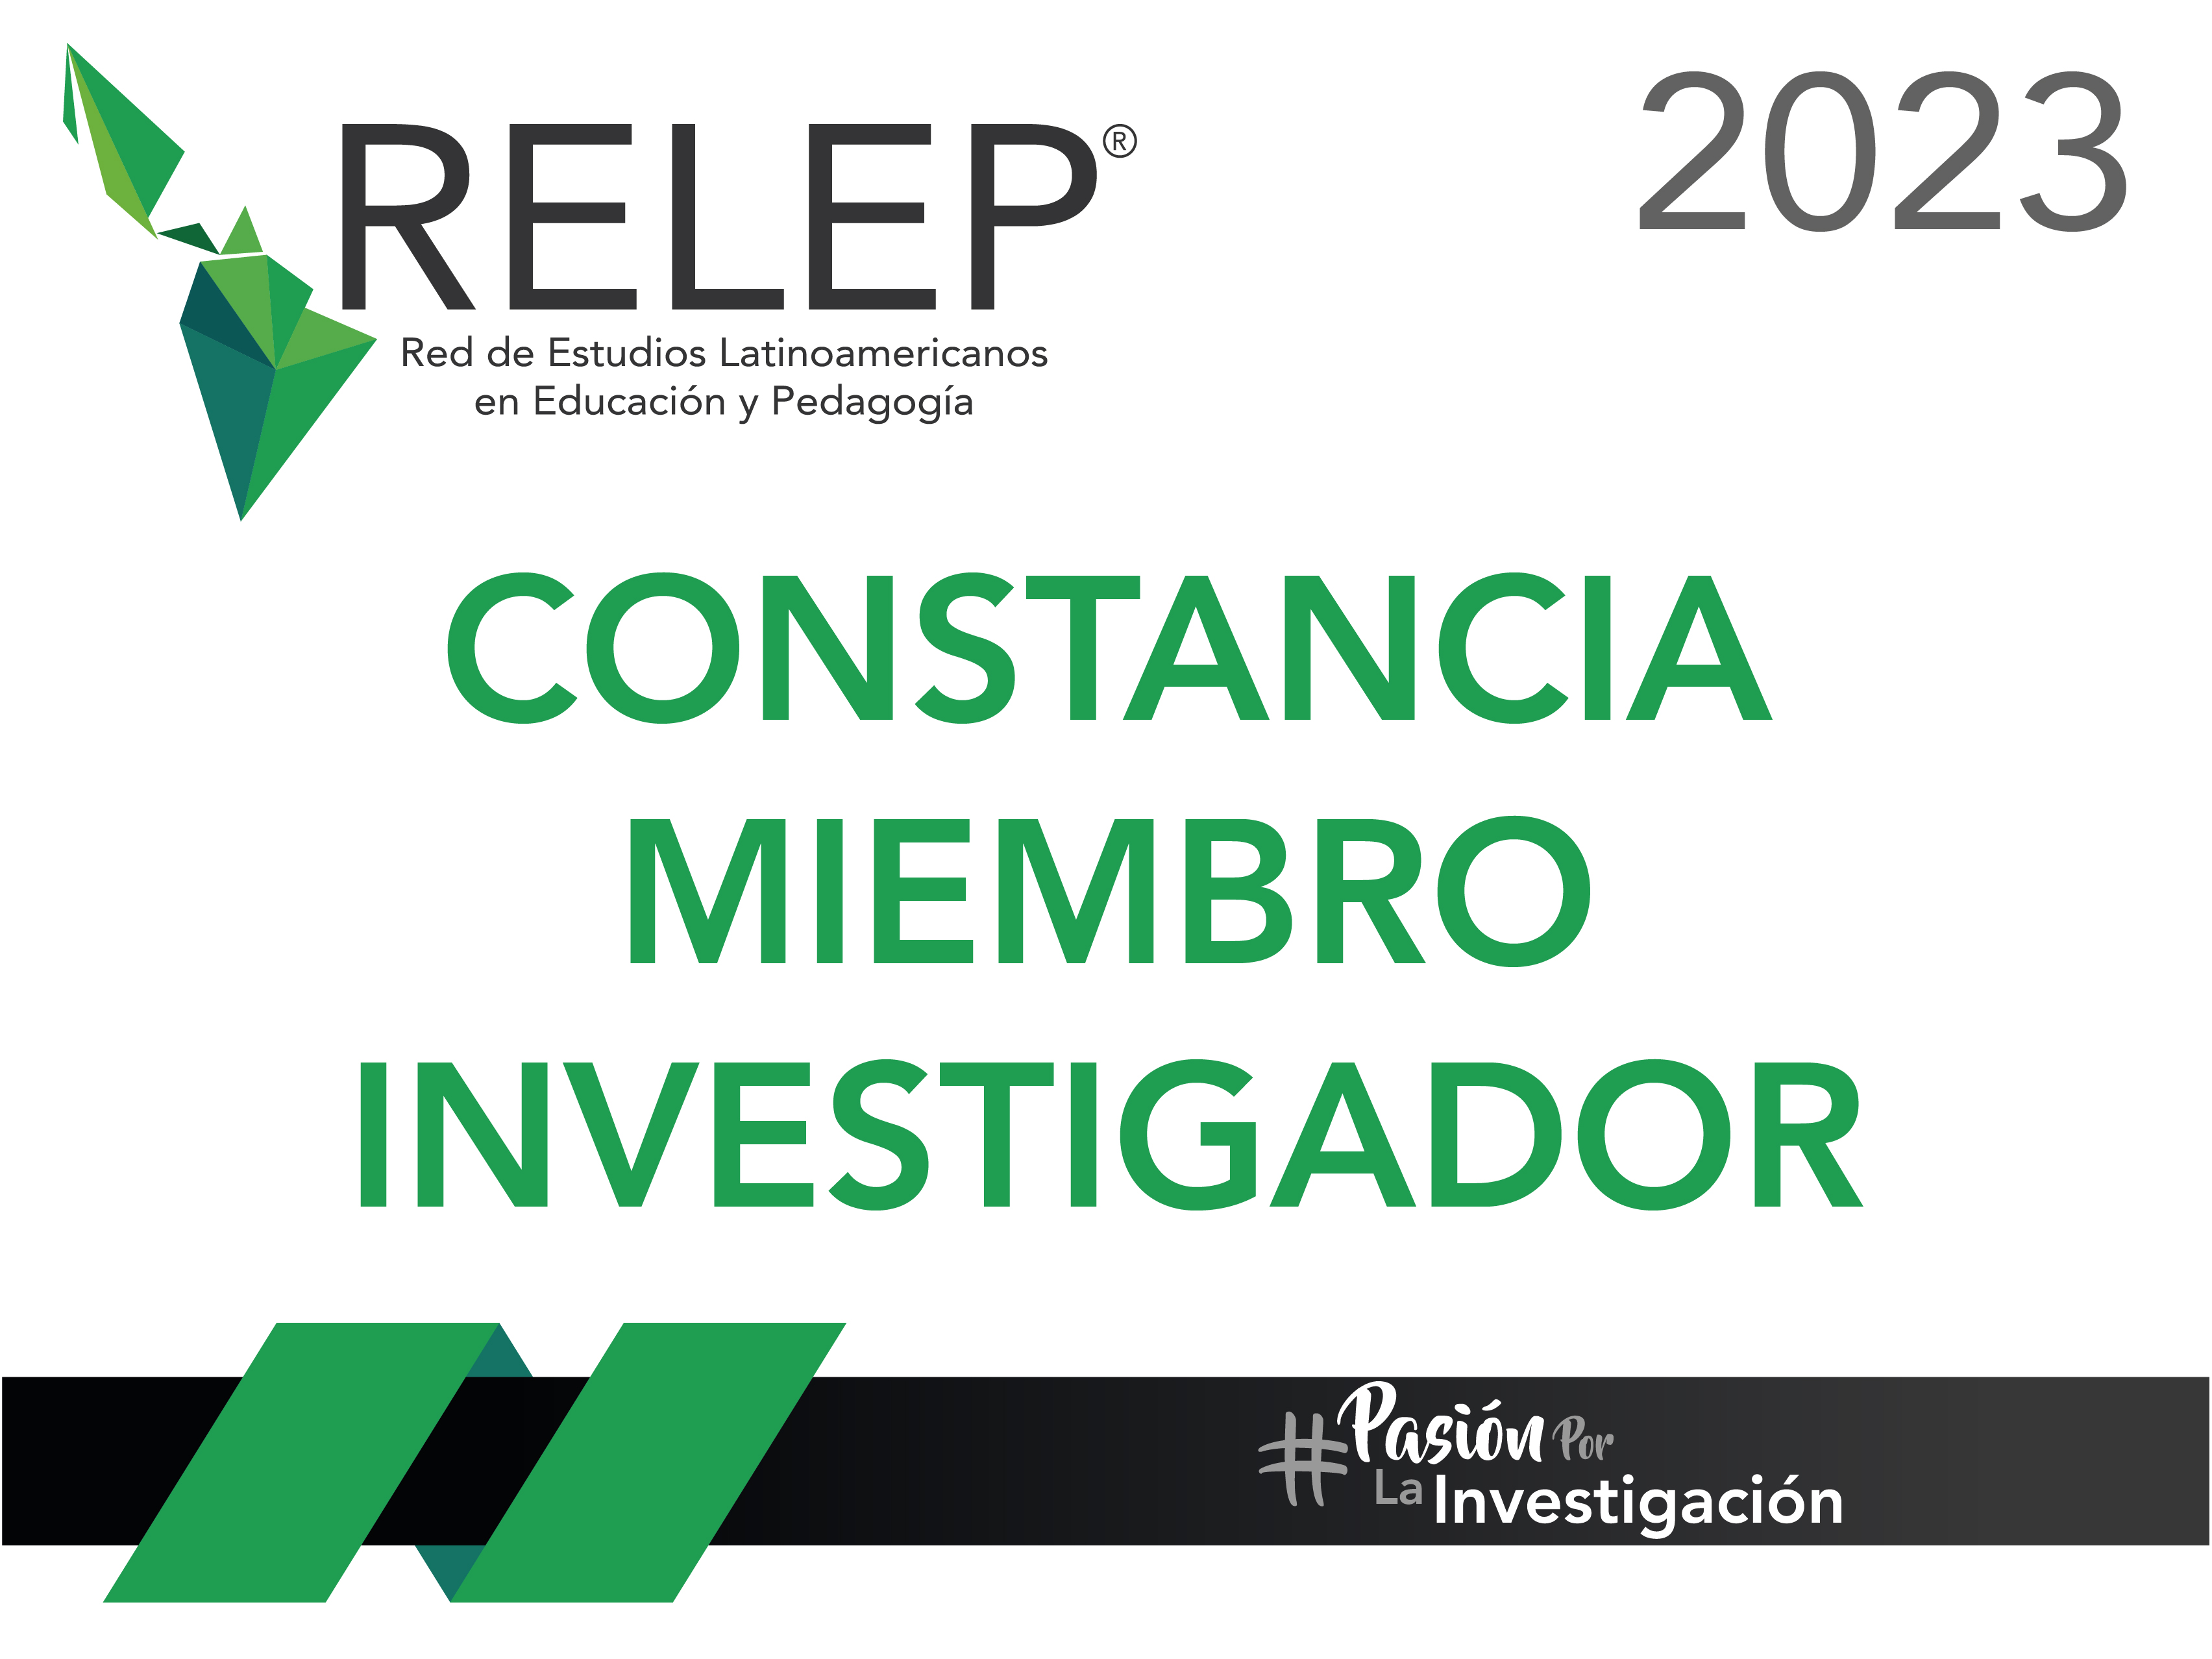 2023
RELEP®
Red de Estudios Latinoamericanos
en Educación y Pedagogía
CONSTANCIA
MIEMBRO
INVESTIGADOR
#Pasión Por
La Investigación